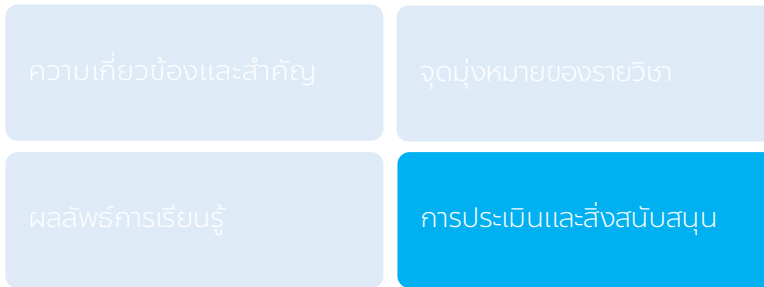 ความเกี่ยวข้องและสำคัญ
จุดมุ่งหมายของรายวิชา
ผลลัพธ์การเรียนรู้
การประเมินและสิ่งสนับสนุน